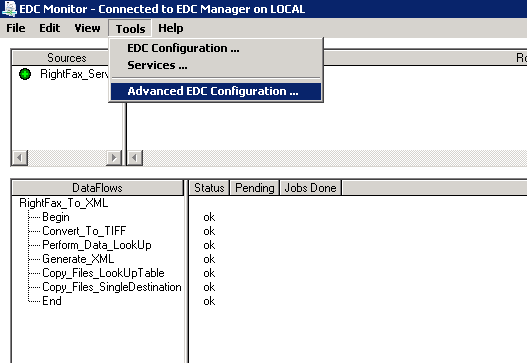 EDC Monitor - Connected to EDC Manager on LOCAL
File Edit View Tools Help
EDC Configuration ...
Services ...
Advanced EDC Configuration ...
Sources
RightFax_Serv
DataFlows Status Pending Jobs Done
RightFax_To_XML
Begin ok
Convert_To_TIFF ok
Perform_Data_LookUp ok
Generate_XML ok
Copy_Files_LookUpTable ok
Copy_Files_SingleDestination ok
End ok